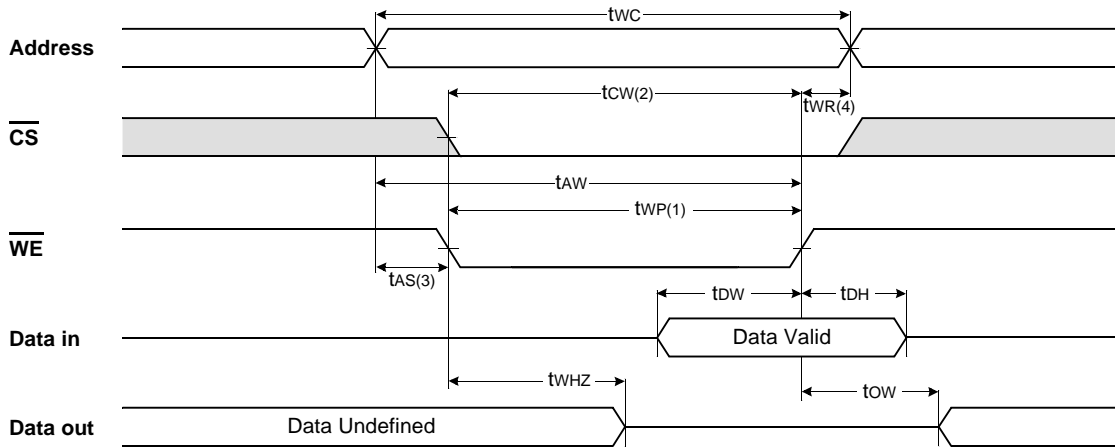 tWC
Address
tCW(2)
tWR(4)
CS
tAW
tWP(1)
WE
tAS(3)
tDW
tDH
Data in
Data Valid
tWHZ
tOW
Data out
Data Undefined